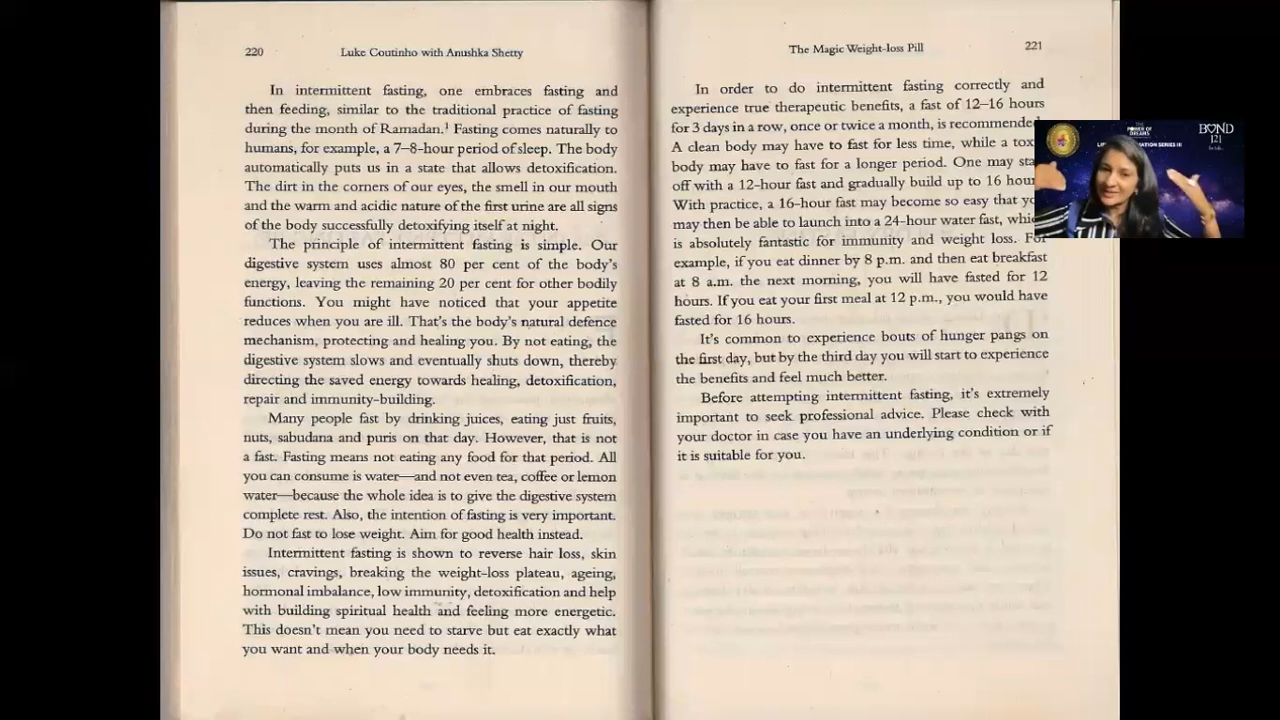 220
Luke Coutinho with Anushka Shetty
In intermittent fasting, one embraces fasting and
then feeding, similar to the traditional practice of fasting
during the month of Ramadan.¹ Fasting comes naturally to
humans, for example, a 7–8-hour period of sleep. The body
automatically puts us in a state that allows detoxification.
The dirt in the corners of our eyes, the smell in our mouth
and the warm and acidic nature of the first urine are all signs
of the body successfully detoxifying itself at night.
The principle of intermittent fasting is simple. Our
digestive system uses almost 80 per cent of the body's
energy, leaving the remaining 20 per cent for other bodily
functions. You might have noticed that your appetite
reduces when you are ill. That's the body's natural defence
mechanism, protecting and healing you. By not eating, the
digestive system slows and eventually shuts down, thereby
directing the saved energy towards healing, detoxification,
repair and immunity-building.
Many people fast by drinking juices, eating just fruits,
nuts, sabudana and puris on that day. However, that is not
a fast. Fasting means not eating any food for that period. All
you can consume is water—and not even tea, coffee or lemon
water—because the whole idea is to give the digestive system
complete rest. Also, the intention of fasting is very important.
Do not fast to lose weight. Aim for good health instead.
Intermittent fasting is shown to reverse hair loss, skin
issues, cravings, breaking the weight-loss plateau, ageing,
hormonal imbalance, low immunity, detoxification and help
with building spiritual health and feeling more energetic.
This doesn't mean you need to starve but eat exactly what
you want and when your body needs it.
The Magic Weight-loss Pill
221
In order to do intermittent fasting correctly and
experience true therapeutic benefits, a fast of 12–16 hours
for 3 days in a row, once or twice a month, is recommended
A clean body may have to fast for less time, while a tox
body may have to fast for a longer period. One may sta
off with a 12-hour fast and gradually build up to 16 hour
With practice, a 16-hour fast may become so easy that yo
may then be able to launch into a 24-hour water fast, whic
is absolutely fantastic for immunity and weight loss. For
example, if you eat dinner by 8 p.m. and then eat breakfast
at 8 a.m. the next morning, you will have fasted for 12
hours. If you eat your first meal at 12 p.m., you would have
fasted for 16 hours.
It's common to experience bouts of hunger pangs on
the first day, but by the third day you will start to experience
the benefits and feel much better.
Before attempting intermittent fasting, it's extremely
important to seek professional advice. Please check with
your doctor in case you have an underlying condition or if
it is suitable for you.
THE
POWER OF
DREAMS
SERIES III
BOND
121